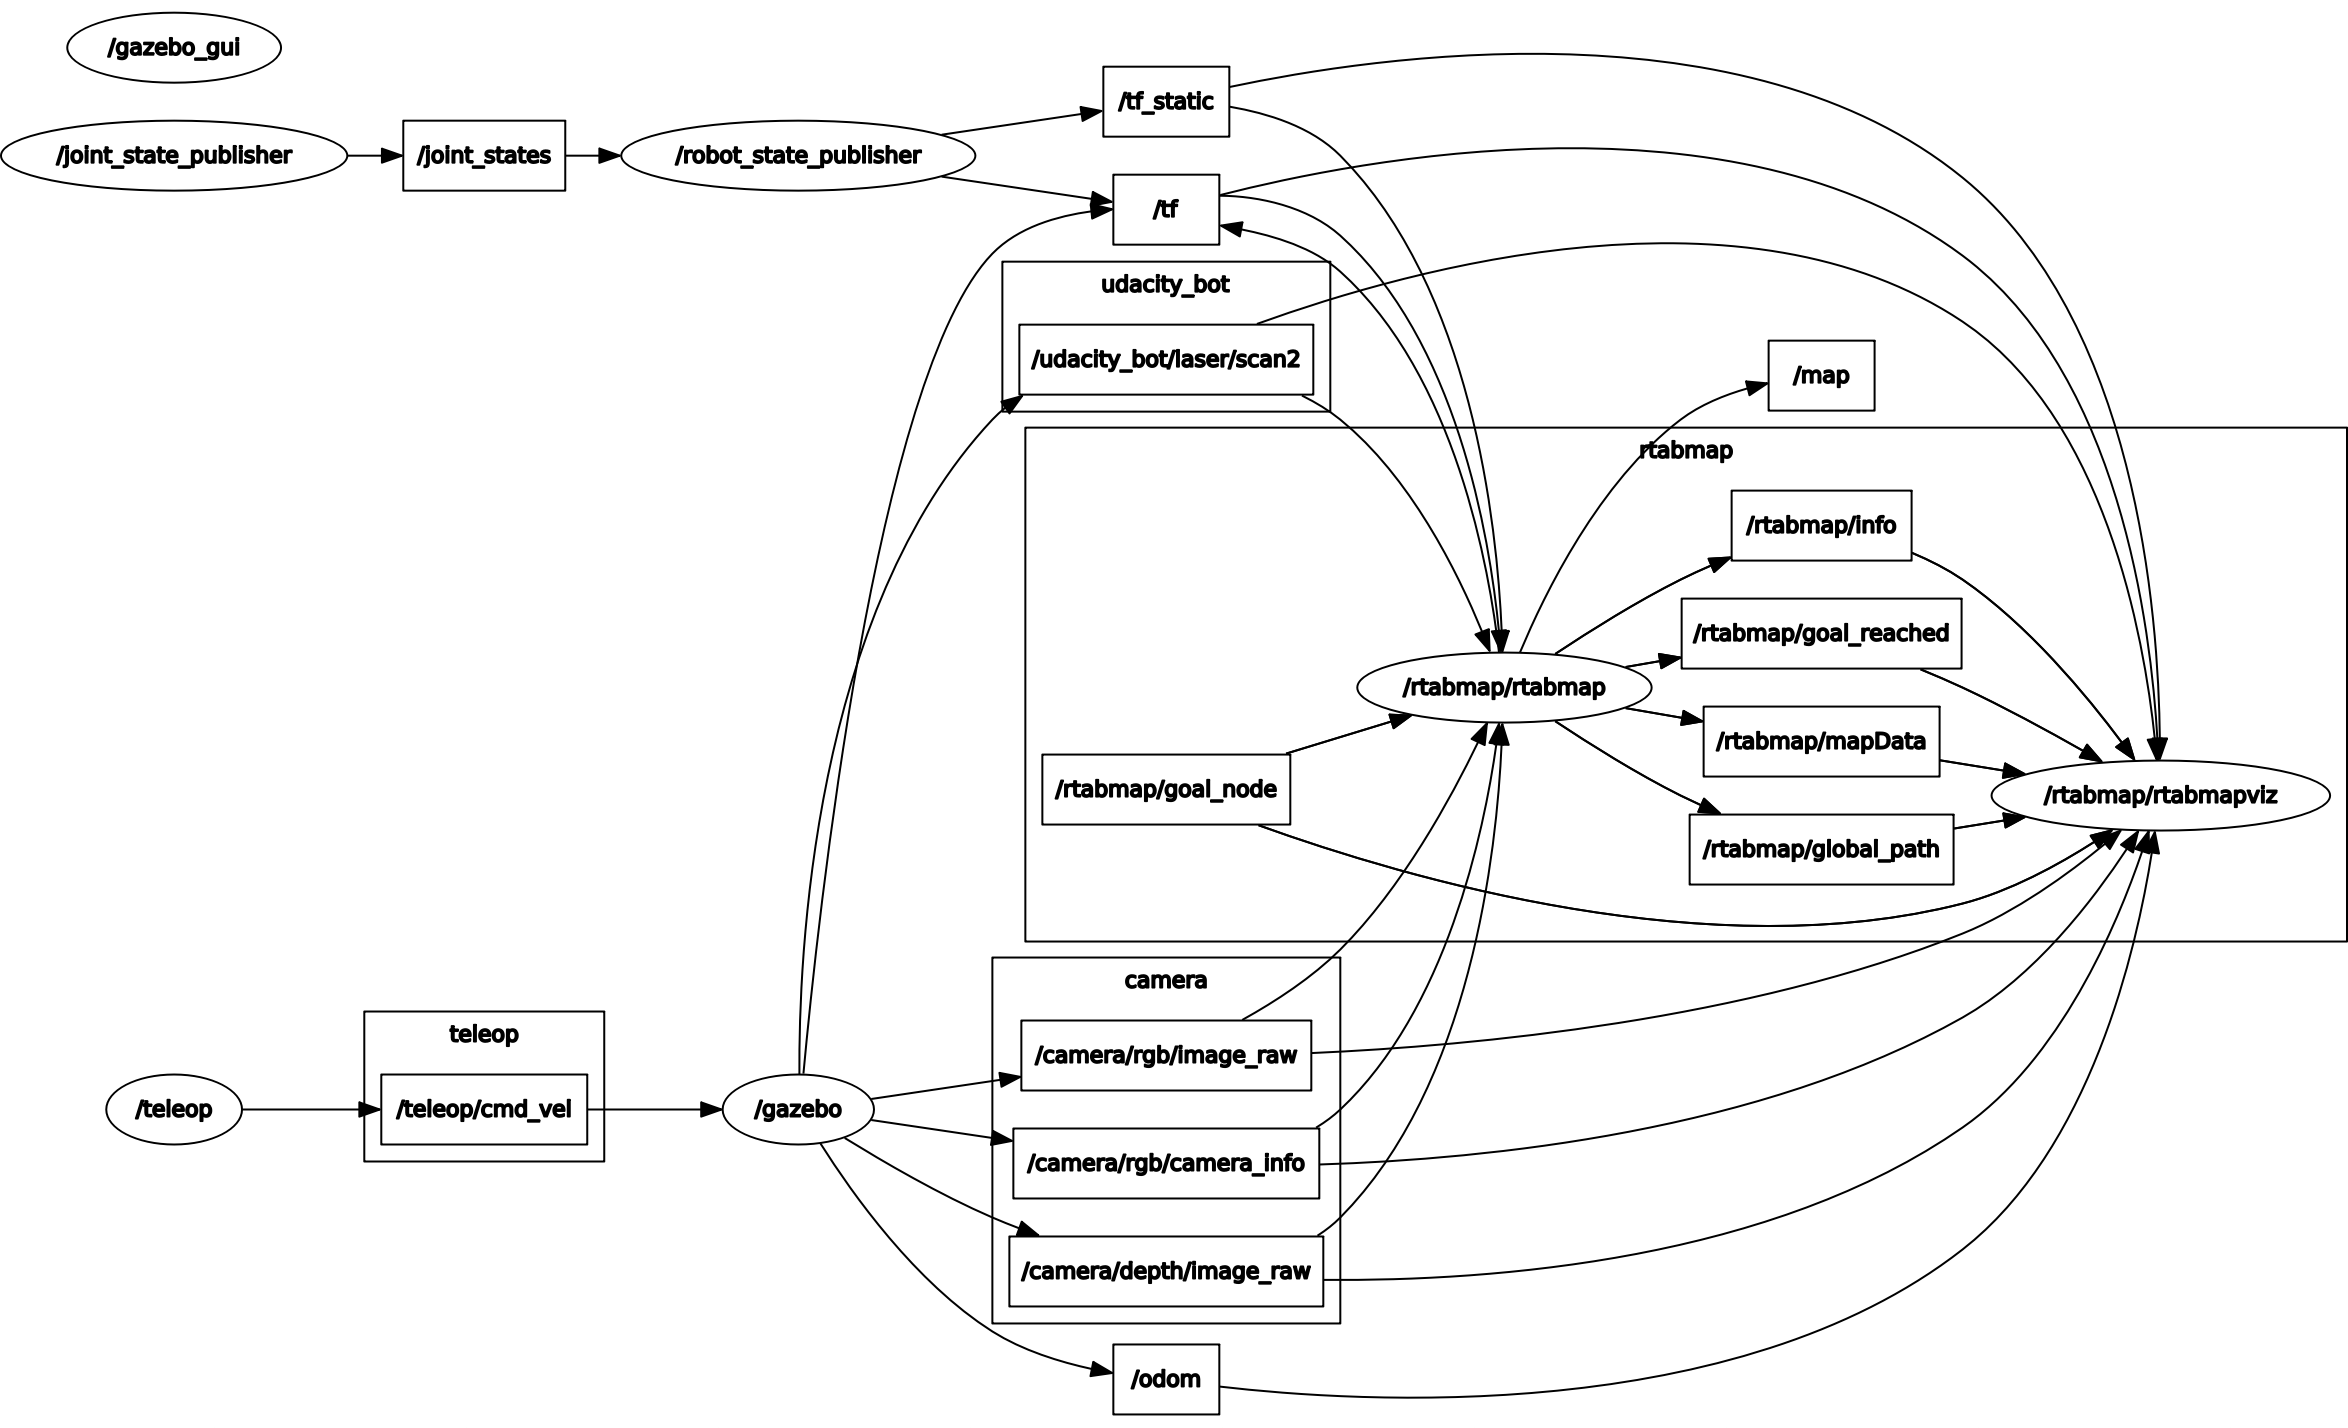 /gazebo_gui
/joint_state_publisher
/joint_states
/robot_state_publisher
/tf_static
/tf
udacity_bot
/udacity_bot/laser/scan2
/map
rtabmap
/rtabmap/info
/rtabmap/goal_reached
/rtabmap/rtabmap
/rtabmap/mapData
/rtabmap/goal_node
/rtabmap/rtabmapviz
/rtabmap/global_path
camera
teleop
/camera/rgb/image_raw
/teleop
/teleop/cmd_vel
/gazebo
/camera/rgb/camera_info
/camera/depth/image_raw
/odom